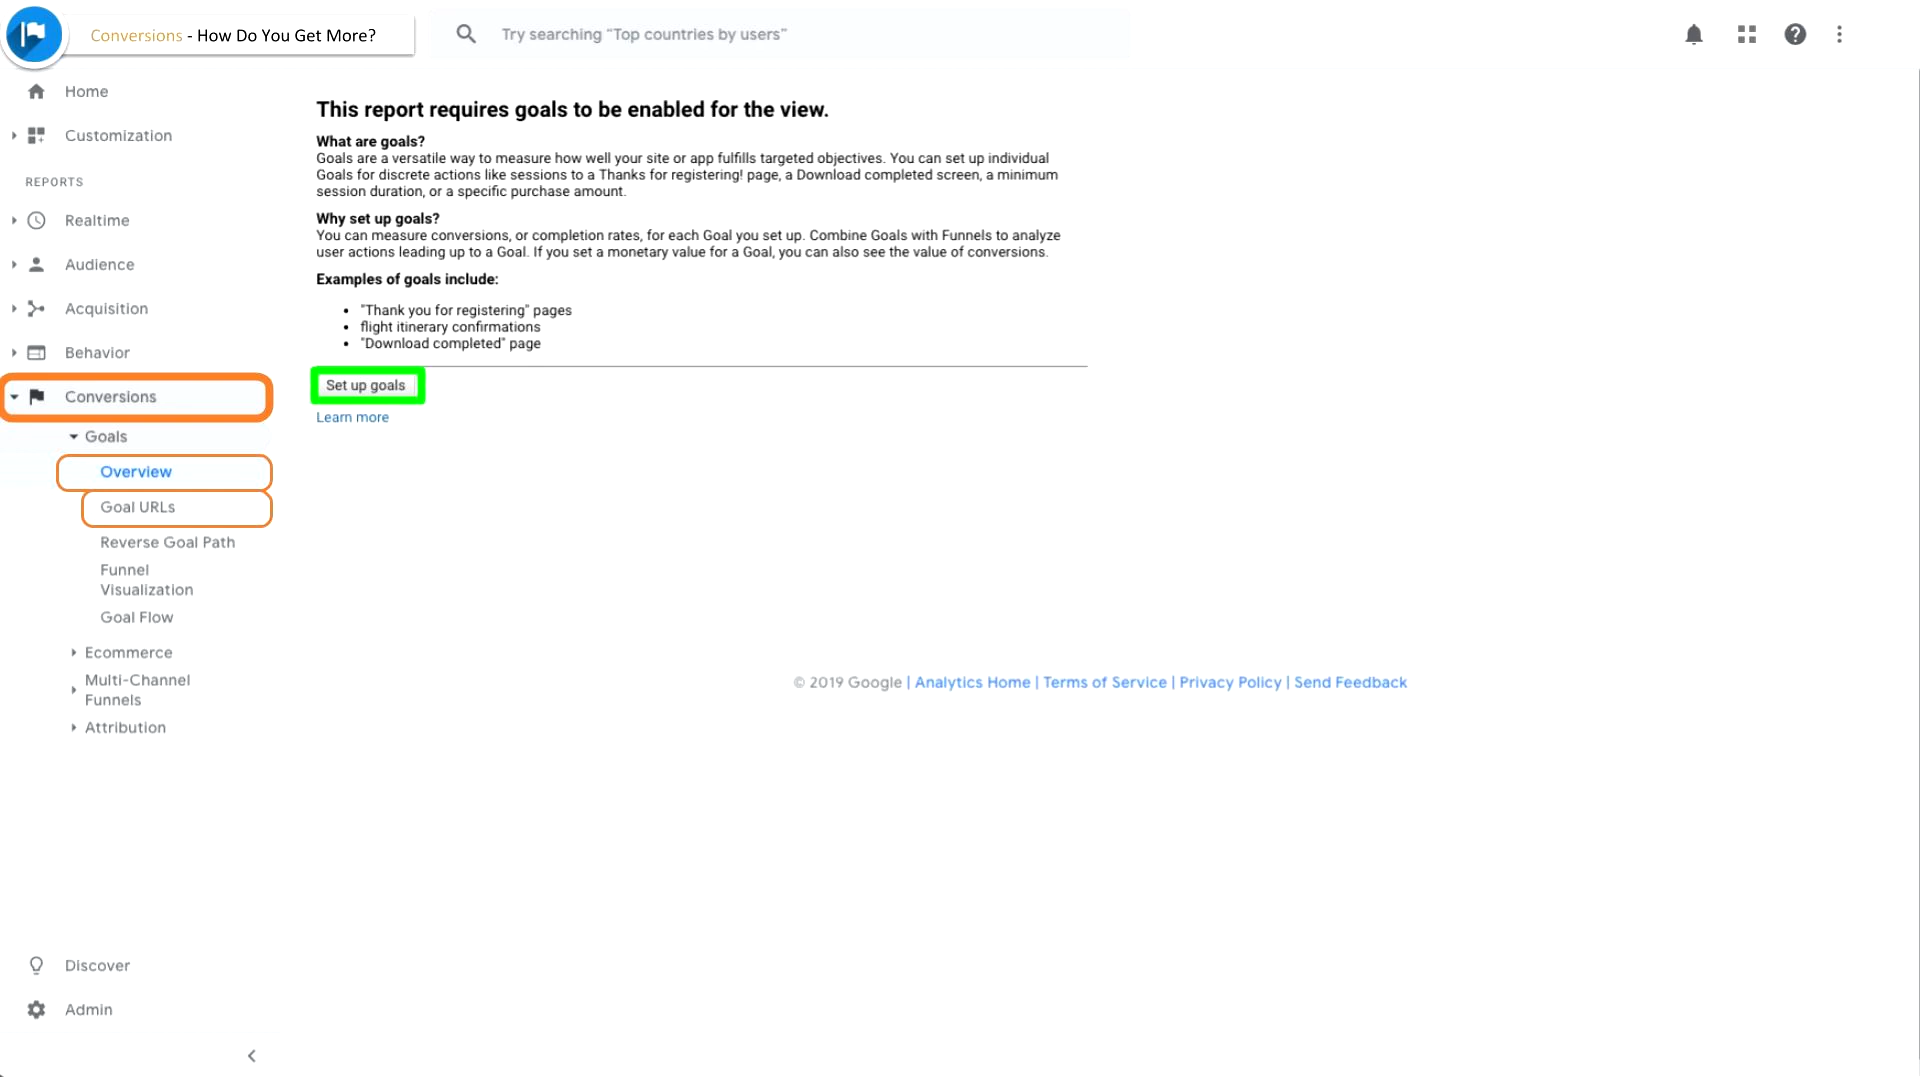 Conversions - How Do You Get More?
Try searching “Top countries by users”
Home
Customization
REPORTS
Realtime
Audience
Acquisition
Behavior
Conversions
Goals
Overview
Goal URLs
Reverse Goal Path
Funnel
Visualization
Goal Flow
Ecommerce
Multi-Channel
Funnels
Attribution
Discover
Admin
This report requires goals to be enabled for the view.
What are goals?
Goals are a versatile way to measure how well your site or app fulfills targeted objectives. You can set up individual
Goals for discrete actions like sessions to a Thanks for registering! page, a Download completed screen, a minimum
session duration, or a specific purchase amount.
Why set up goals?
You can measure conversions, or completion rates, for each Goal you set up. Combine Goals with Funnels to analyze
user actions leading up to a Goal. If you set a monetary value for a Goal, you can also see the value of conversions.
Examples of goals include:
• "Thank you for registering" pages
• flight itinerary confirmations
• "Download completed" page
Set up goals
Learn more
© 2019 Google | Analytics Home | Terms of Service | Privacy Policy | Send Feedback